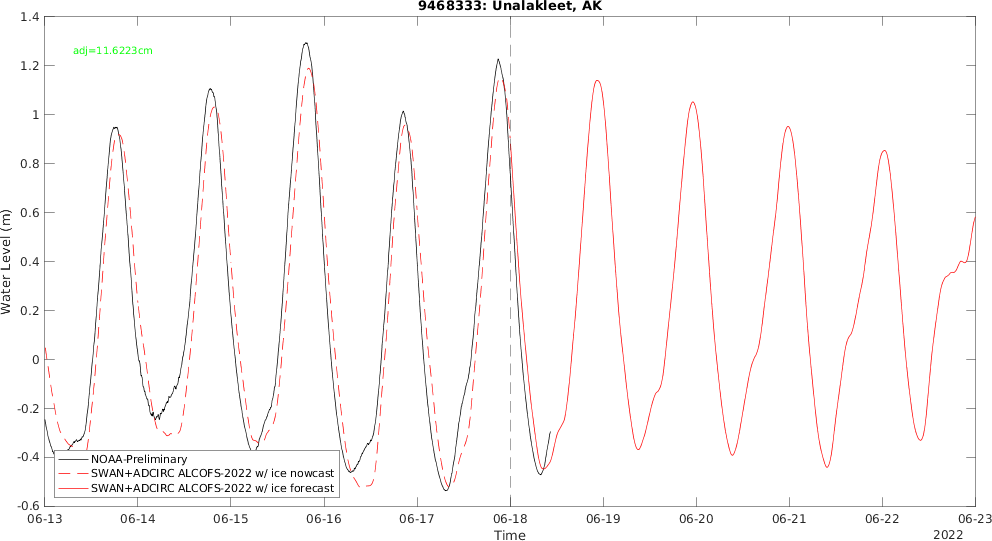 9468333: Unalakleet, AK
adj=11.6223cm
1.4
1.2
1
0.8
0.6
0.4
0.2
0
-0.2
-0.4
-0.6
Water Level (m)
NOAA-Preliminary
SWAN+ADCIRC ALCOFS-2022 w/ ice nowcast
SWAN+ADCIRC ALCOFS-2022 w/ ice forecast
06-13 06-14 06-15 06-16 06-17 06-18 06-19 06-20 06-21 06-22 06-23
Time
2022